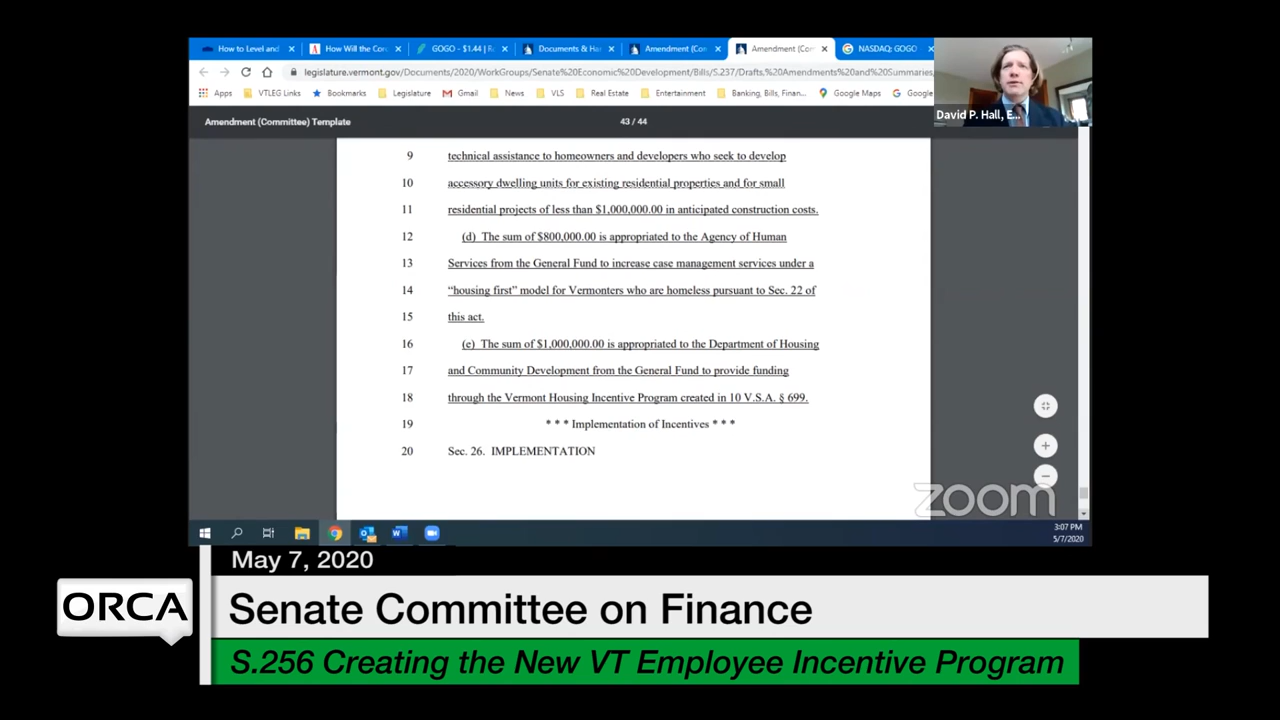 How to Level and
How Will the Cor
GOGO - $1.44 | R
Documents & Ha
Amendment (Con
Amendment (Con
NASDAQ: GOGO
legislature.vermont.gov/Documents/2020/WorkGroups/Senate%20Economic%20Development/Bills/S.237/Drafts,%20Amendments%20and%20Summaries,
Apps
VTLEG Links
Bookmarks
Legislature
Gmail
News
VLS
Real Estate
Entertainment
Banking, Bills, Finan...
Google Maps
Google
David P. Hall, E...
Amendment (Committee) Template
43 / 44
9 technical assistance to homeowners and developers who seek to develop
10 accessory dwelling units for existing residential properties and for small
11 residential projects of less than $1,000,000.00 in anticipated construction costs.
12 (d) The sum of $800,000.00 is appropriated to the Agency of Human
13 Services from the General Fund to increase case management services under a
14 “housing first” model for Vermonters who are homeless pursuant to Sec. 22 of
15 this act.
16 (e) The sum of $1,000,000.00 is appropriated to the Department of Housing
17 and Community Development from the General Fund to provide funding
18 through the Vermont Housing Incentive Program created in 10 V.S.A. § 699.
19 * * * Implementation of Incentives * * *
20 Sec. 26. IMPLEMENTATION
zoom
3:07 PM
5/7/2020
May 7, 2020
ORCA
Senate Committee on Finance
S.256 Creating the New VT Employee Incentive Program